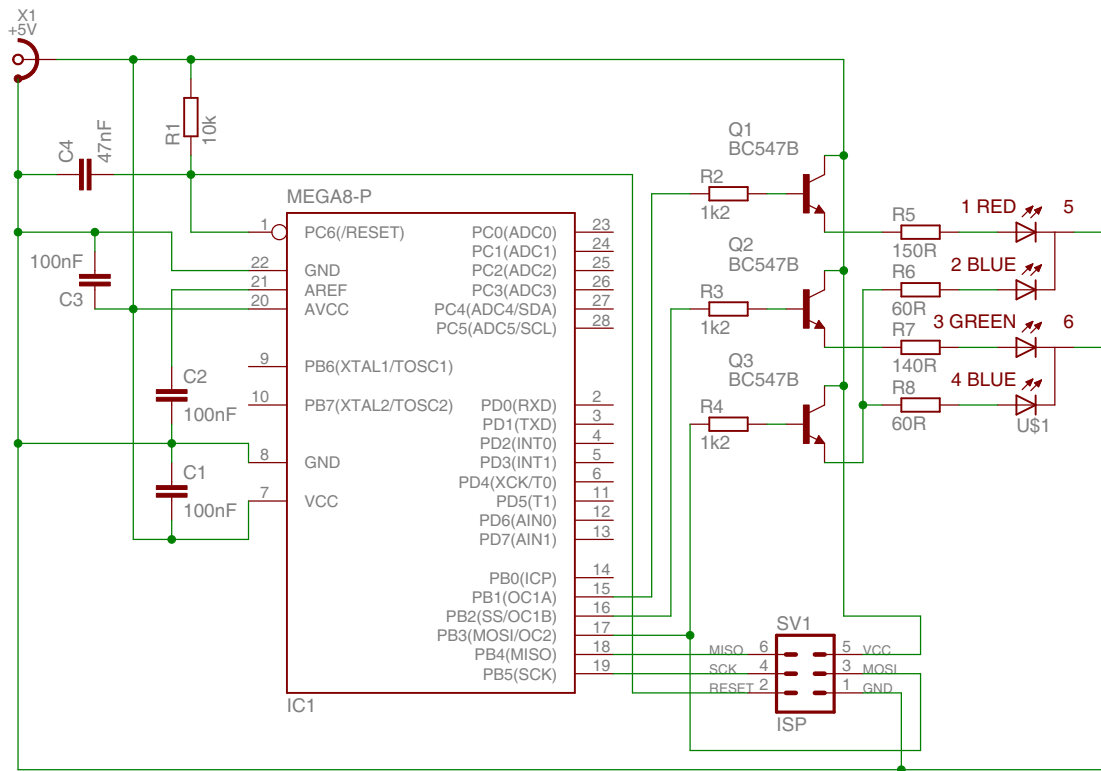 X1
+5V
C4
47nF
R1
10k
100nF
C3
C2
100nF
C1
100nF
MEGA8-P
1 PC6(/RESET)
22 GND
21 AREF
20 AVCC
9 PB6(XTAL1/TOSC1)
10 PB7(XTAL2/TOSC2)
8 GND
7 VCC
PC0(ADC0) 23
PC1(ADC1) 24
PC2(ADC2) 25
PC3(ADC3) 26
PC4(ADC4/SDA) 27
PC5(ADC5/SCL) 28
PD0(RXD) 2
PD1(TXD) 3
PD2(INT0) 4
PD3(INT1) 5
PD4(XCK/T0) 6
PD5(T1) 11
PD6(AIN0) 12
PD7(AIN1) 13
PB0(ICP) 14
PB1(OC1A) 15
PB2(SS/OC1B) 16
PB3(MOSI/OC2) 17
PB4(MISO) 18
PB5(SCK) 19
IC1
Q1
BC547B
R2
1k2
Q2
BC547B
R3
1k2
Q3
BC547B
R4
1k2
R5
150R
R6
60R
R7
140R
R8
60R
1 RED 5
2 BLUE
3 GREEN 6
4 BLUE
U$1
SV1
MISO 6 5 VCC
SCK 4 3 MOSI
RESET 2 1 GND
ISP